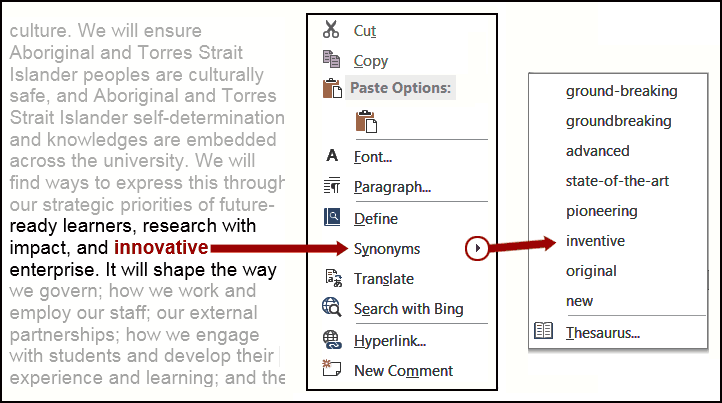 culture. We will ensure
Aboriginal and Torres Strait
Islander peoples are culturally
safe, and Aboriginal and Torres
Strait Islander self-determination
and knowledges are embedded
across the university. We will
find ways to express this through
our strategic priorities of future-
ready learners, research with
impact, and innovative
enterprise. It will shape the way
we govern; how we work and
employ our staff; our external
partnerships; how we engage
with students and develop their
experience and learning; and the
Cut
Copy
Paste Options:
Font...
Paragraph...
Define
Synonyms
Translate
Search with Bing
Hyperlink...
New Comment
ground-breaking
groundbreaking
advanced
state-of-the-art
pioneering
inventive
original
new
Thesaurus...